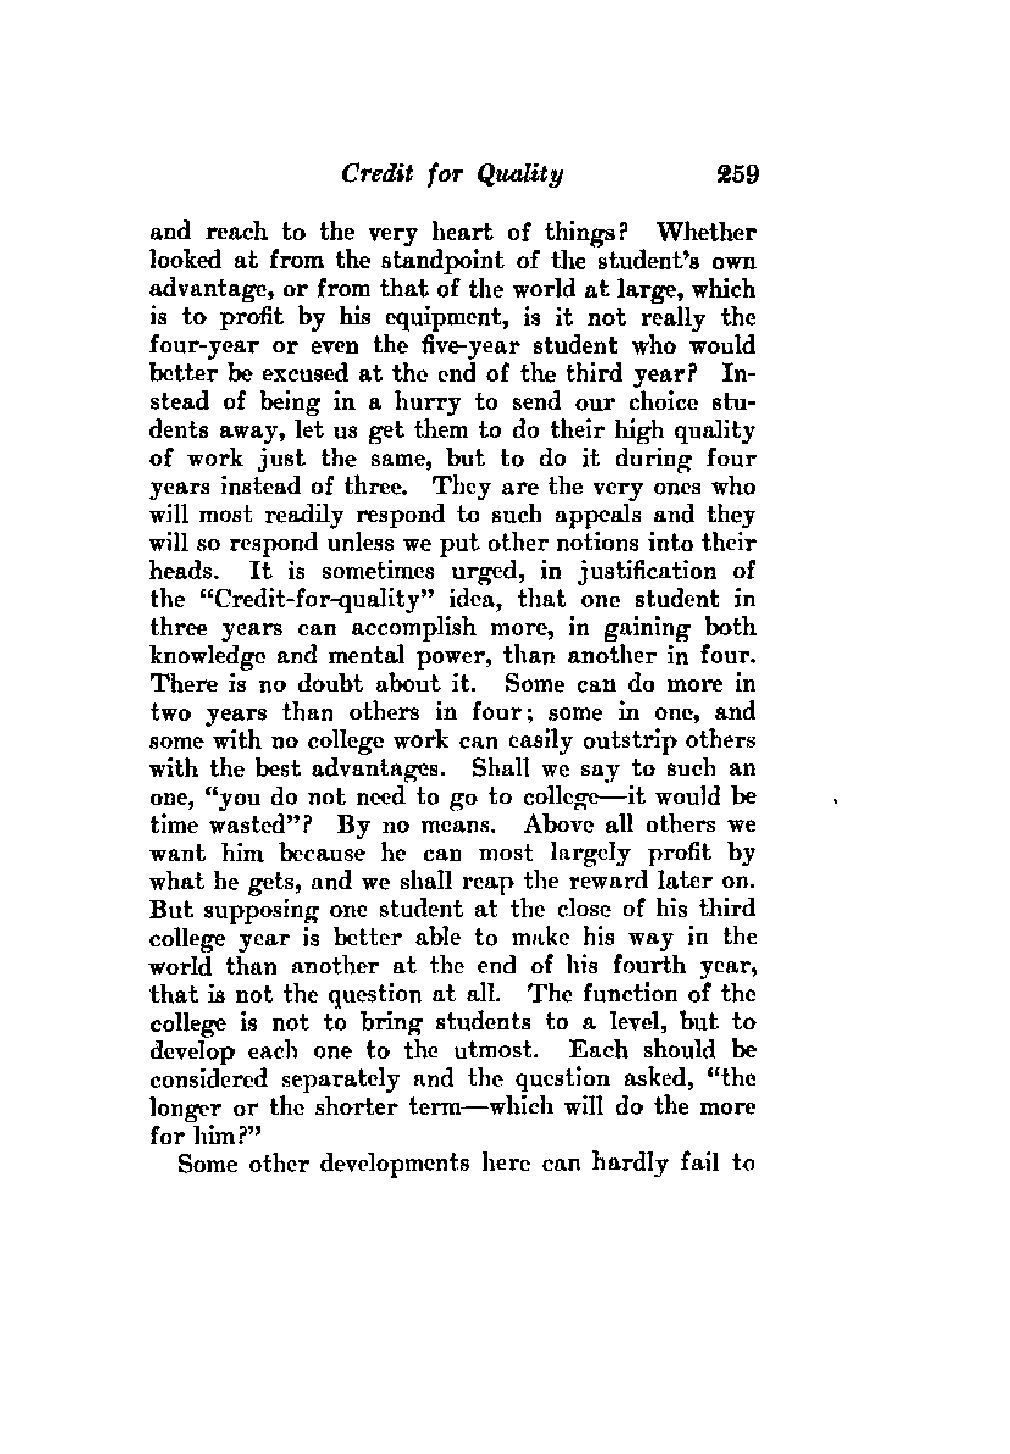 Credit for Quality 259
and reach to the very heart of things? Whether
looked at from the standpoint of the student's own
advantage, or from that of the world at large, which
is to profit by his equipment, is it not really the
four-year or even the five-year student who would
better be excused at the end of the third year? In-
stead of being in a hurry to send our choice stu-
dents away, let us get them to do their high quality
of work just the same, but to do it during four
years instead of three. They are the very ones who
will most readily respond to such appeals and they
will so respond unless we put other notions into their
heads. It is sometimes urged, in justification of
the “Credit-for-quality” idea, that one student in
three years can accomplish more, in gaining both
knowledge and mental power, than another in four.
There is no doubt about it. Some can do more in
two years than others in four; some in one, and
some with no college work can easily outstrip others
with the best advantages. Shall we say to such an
one, “you do not need to go to college—it would be
time wasted”? By no means. Above all others we
want him because he can most largely profit by
what he gets, and we shall reap the reward later on.
But supposing one student at the close of his third
college year is better able to make his way in the
world than another at the end of his fourth year,
that is not the question at all. The function of the
college is not to bring students to a level, but to
develop each one to the utmost. Each should be
considered separately and the question asked, “the
longer or the shorter term—which will do the more
for him?”
Some other developments here can hardly fail to